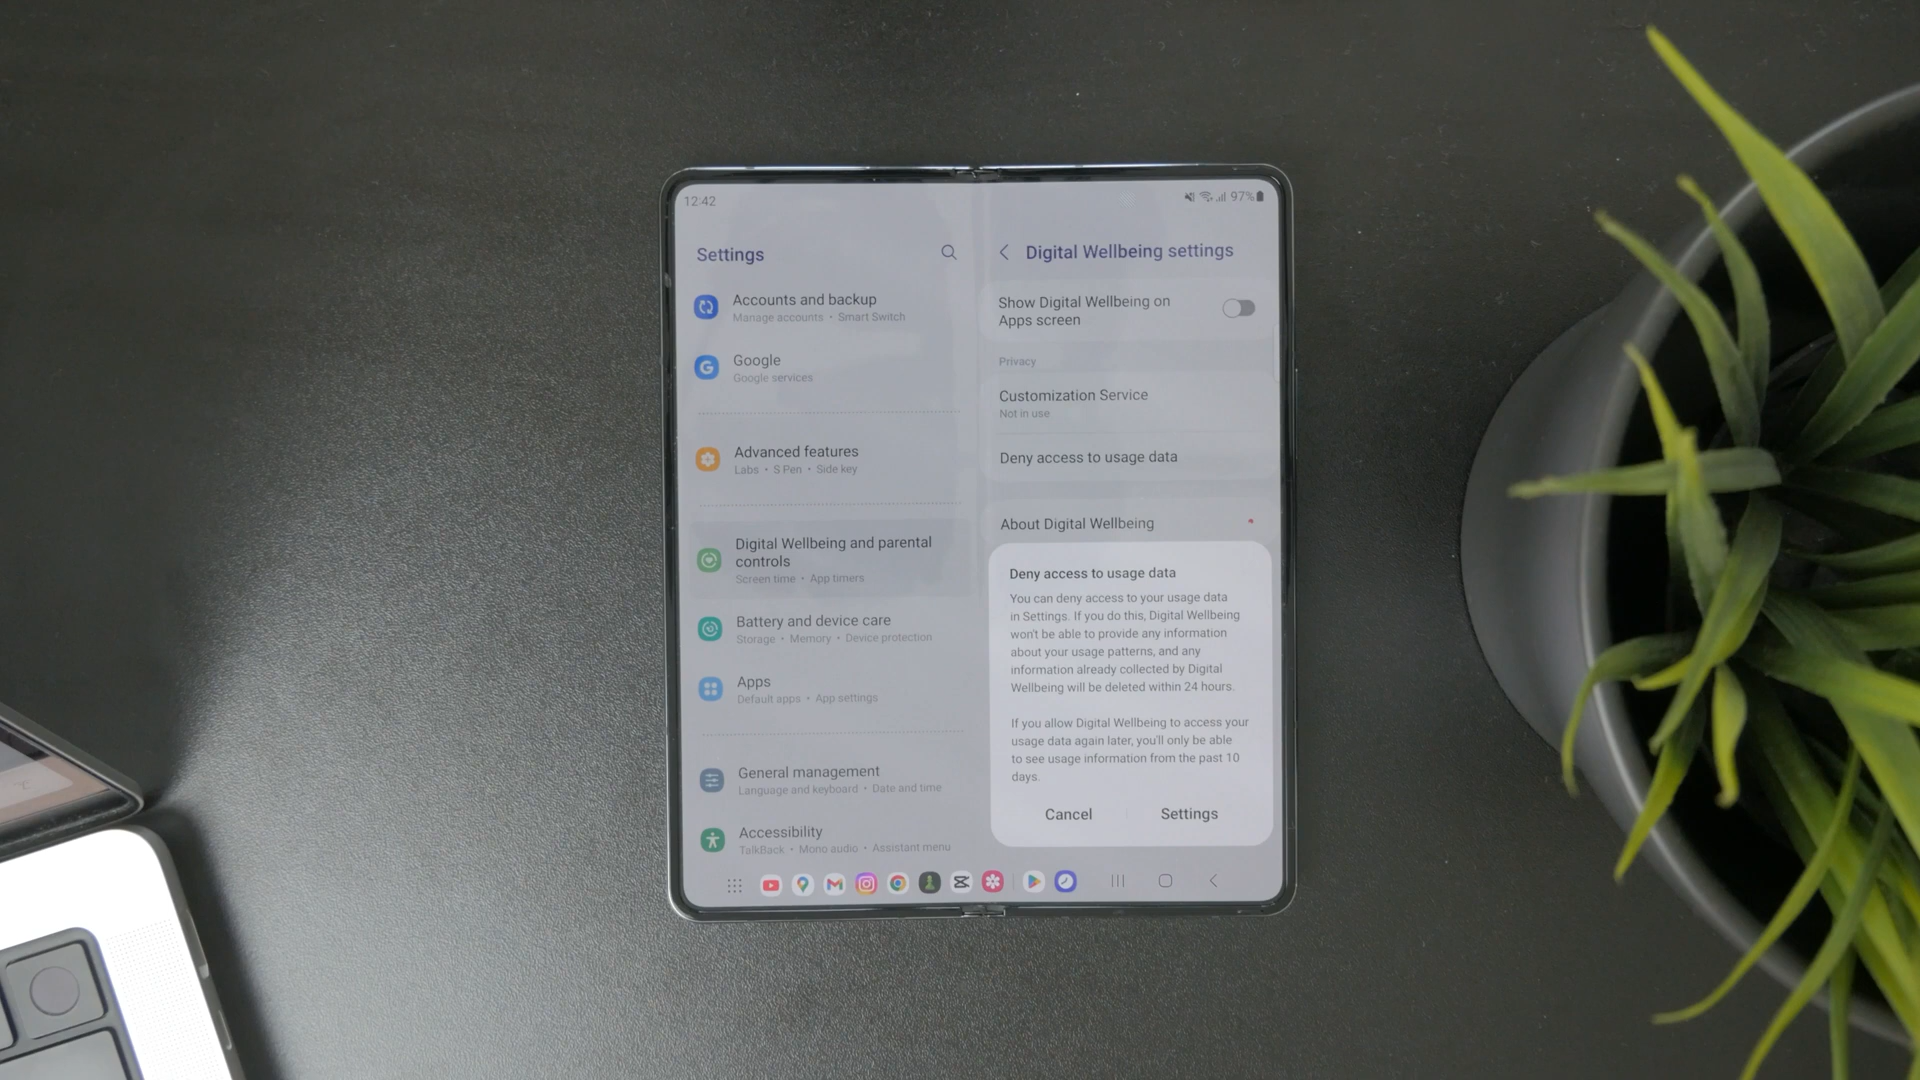 12:42
97%
Settings
Accounts and backup
Manage accounts • Smart Switch
Google
Google services
Advanced features
Labs • S Pen • Side key
Digital Wellbeing and parental
controls
Screen time • App timers
Battery and device care
Storage • Memory • Device protection
Apps
Default apps • App settings
General management
Language and keyboard • Date and time
Accessibility
TalkBack • Mono audio • Assistant menu
Digital Wellbeing settings
Show Digital Wellbeing on
Apps screen
Privacy
Customization Service
Not in use
Deny access to usage data
About Digital Wellbeing
Deny access to usage data
You can deny access to your usage data
in Settings. If you do this, Digital Wellbeing
won't be able to provide any information
about your usage patterns, and any
information already collected by Digital
Wellbeing will be deleted within 24 hours.
If you allow Digital Wellbeing to access your
usage data again later, you'll only be able
to see usage information from the past 10
days.
Cancel
Settings
°C